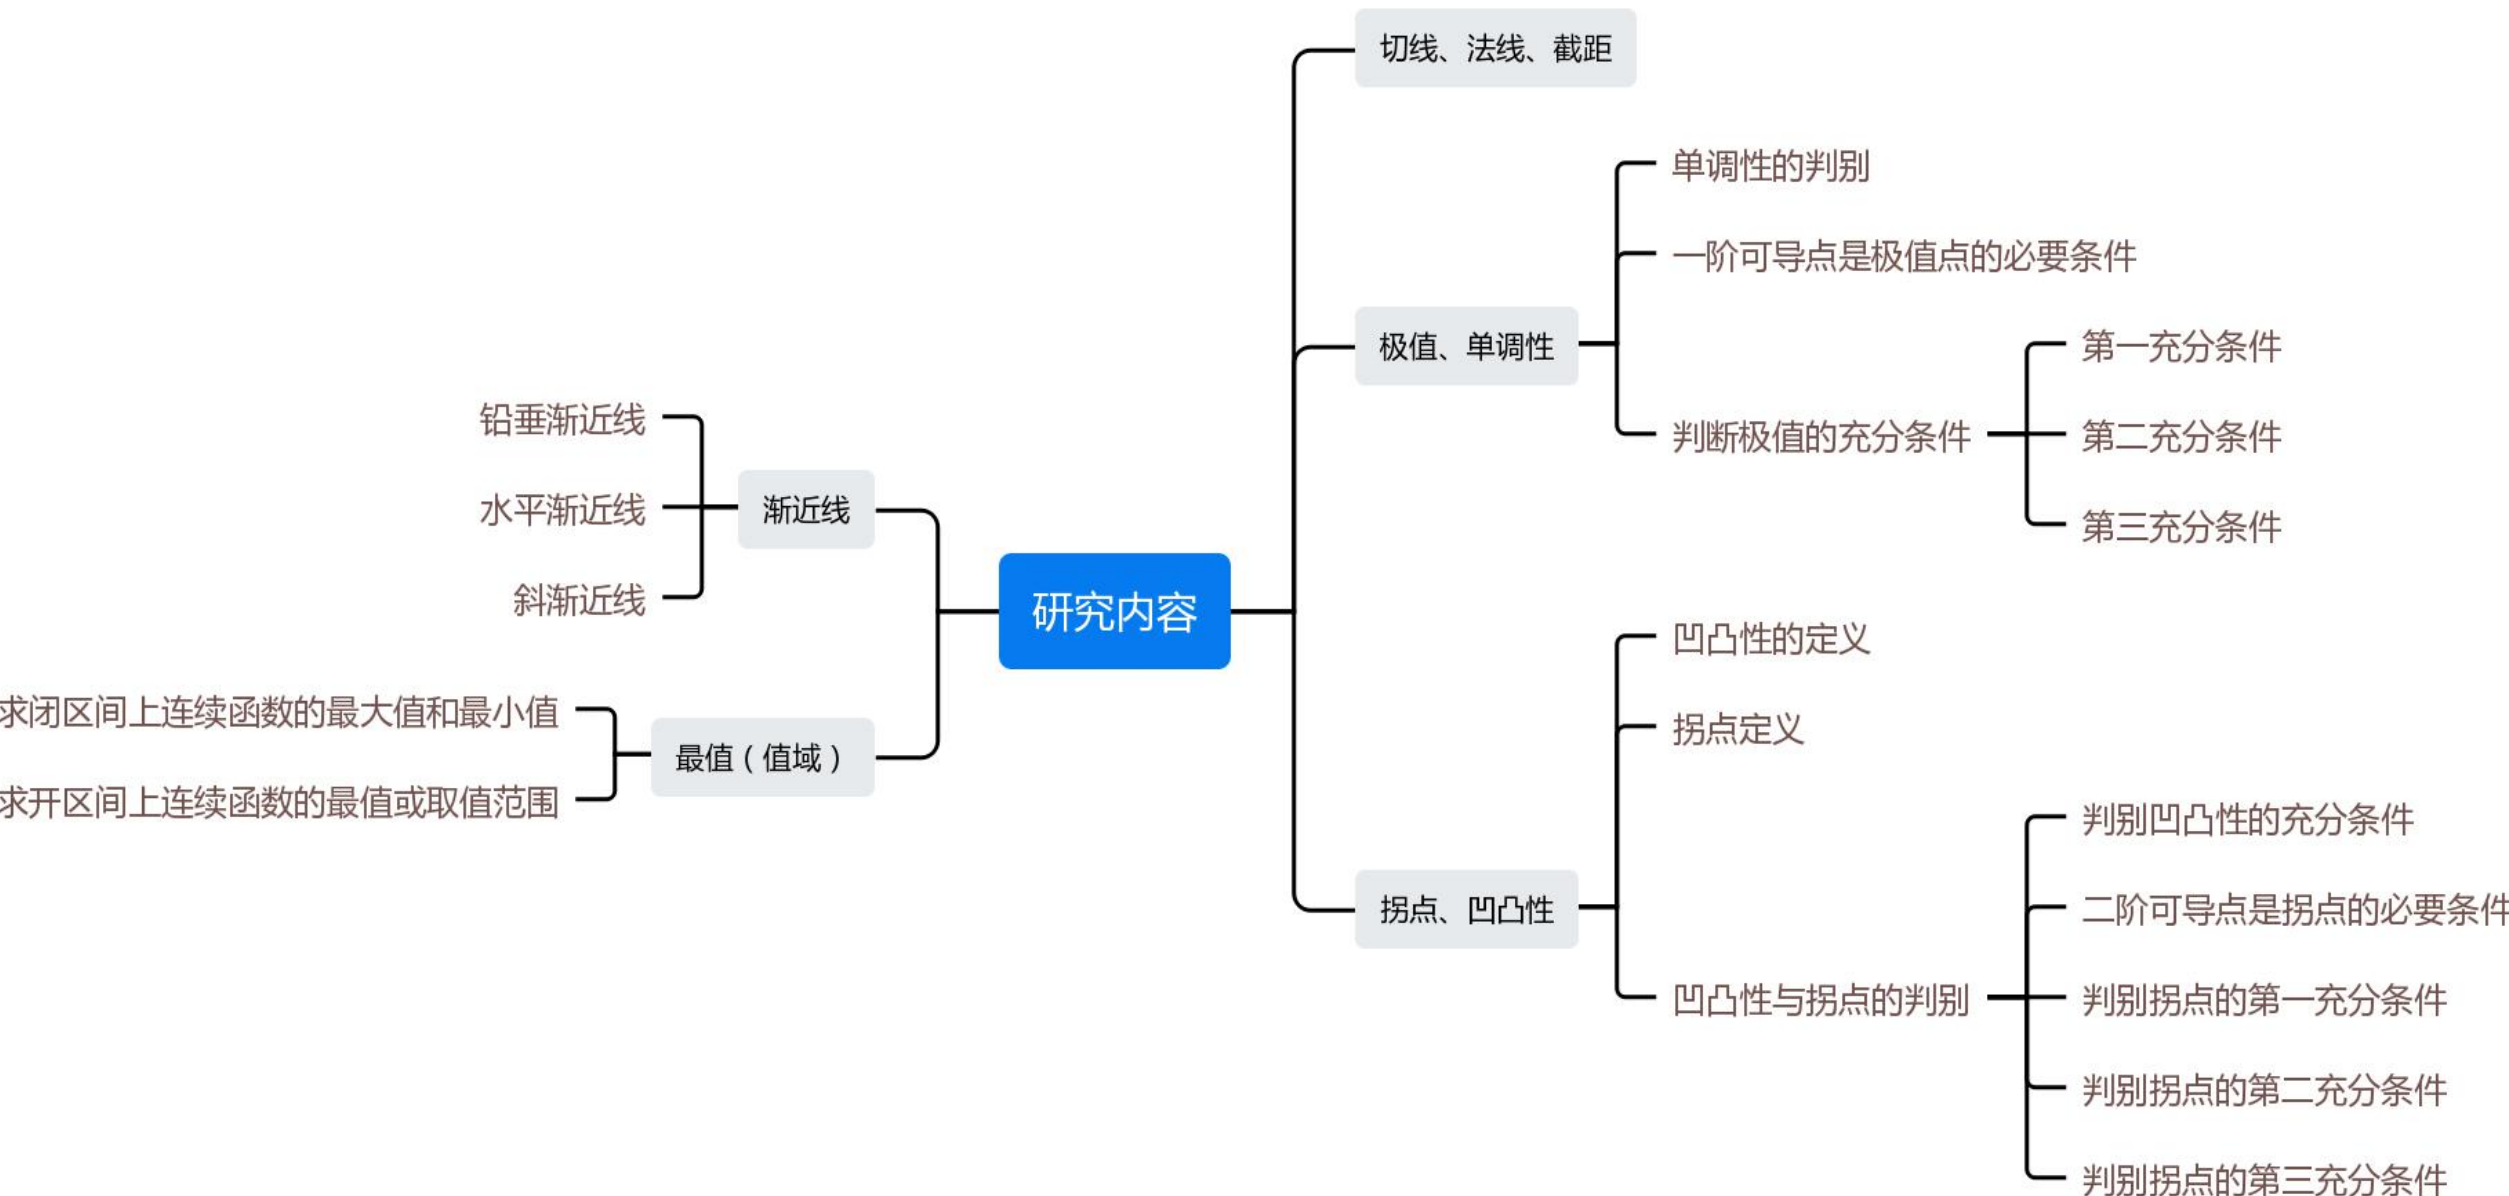 切线、法线、截距
单调性的判别
一阶可导点是极值点的必要条件
极值、单调性
第一充分条件
判断极值的充分条件
第二充分条件
第三充分条件
铅垂渐近线
水平渐近线
渐近线
斜渐近线
研究内容
求闭区间上连续函数的最大值和最小值
最值（值域）
求开区间上连续函数的最值或取值范围
凹凸性的定义
拐点定义
拐点、凹凸性
判别凹凸性的充分条件
二阶可导点是拐点的必要条件
凹凸性与拐点的判别
判别拐点的第一充分条件
判别拐点的第二充分条件
判别拐点的第三充分条件